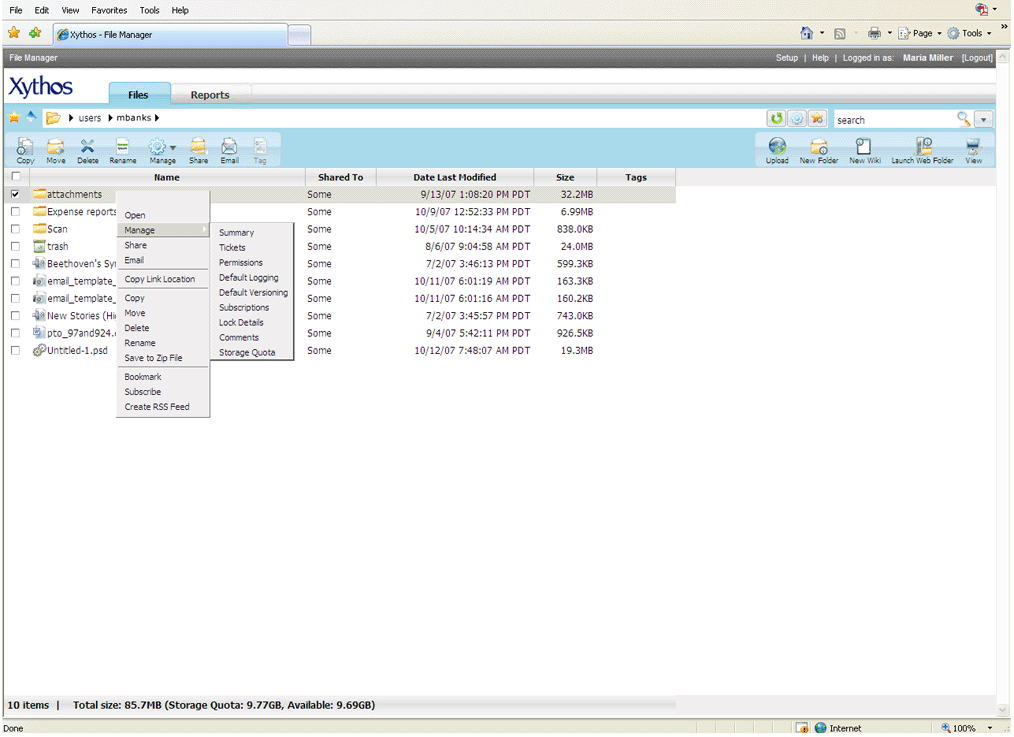 File Edit View Favorites Tools Help
Xythos - File Manager
Page Tools
File Manager
Setup | Help | Logged in as: Maria Miller [Logout]
Xythos
Files Reports
users mbanks
search
Copy Move Delete Rename Manage Share Email Tag
Upload New Folder New Wiki Launch Web Folder View
Name Shared To Date Last Modified Size Tags
attachments Some 9/13/07 1:08:20 PM PDT 32.2MB
Expense reports Some 10/9/07 12:52:33 PM PDT 6.99MB
Scan Some 10/5/07 10:14:34 AM PDT 838.0KB
trash Some 8/6/07 9:04:58 AM PDT 24.0MB
Beethoven's Sy Some 7/2/07 3:46:13 PM PDT 599.3KB
email_template_ Some 10/11/07 6:01:19 AM PDT 163.3KB
email_template_ Some 10/11/07 6:01:16 AM PDT 160.2KB
New Stories (Hi Some 7/2/07 3:45:57 PM PDT 743.0KB
pto_97and924. Some 9/4/07 5:42:11 PM PDT 926.5KB
Untitled-1.psd Some 10/12/07 7:48:07 AM PDT 19.3MB
Open
Manage
Share
Email
Copy Link Location
Copy
Move
Delete
Rename
Save to Zip File
Bookmark
Subscribe
Create RSS Feed
Summary
Tickets
Permissions
Default Logging
Default Versioning
Subscriptions
Lock Details
Comments
Storage Quota
10 items | Total size: 85.7MB (Storage Quota: 9.77GB, Available: 9.69GB)
Done Internet 100%